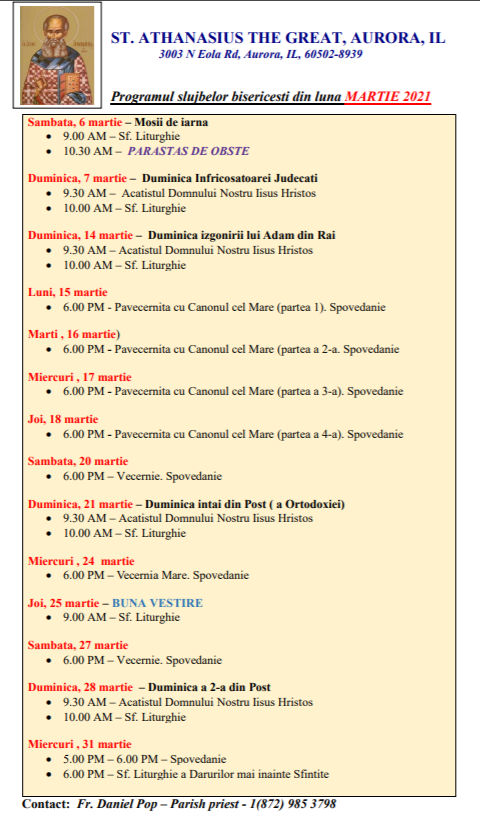 ST. ATHANASIUS THE GREAT, AURORA, IL
3003 N Eola Rd, Aurora, IL, 60502-8939
Programul slujbelor bisericesti din luna MARTIE 2021
Sambata, 6 martie – Mosii de iarna
• 9.00 AM – Sf. Liturghie
• 10.30 AM – PARASTAS DE OBSTE
Duminica, 7 martie – Duminica Infricosatoarei Judecati
• 9.30 AM – Acatistul Domnului Nostru Iisus Hristos
• 10.00 AM – Sf. Liturghie
Duminica, 14 martie – Duminica Izgonirii lui Adam din Rai
• 9.30 AM – Acatistul Domnului Nostru Iisus Hristos
• 10.00 AM – Sf. Liturghie
Luni, 15 martie
• 6.00 PM - Pavecernita cu Canonul cel Mare (partea 1). Spovedanie
Marti , 16 martie)
• 6.00 PM - Pavecernita cu Canonul cel Mare (partea a 2-a. Spovedanie
Miercuri , 17 martie
• 6.00 PM - Pavecernita cu Canonul cel Mare (partea a 3-a). Spovedanie
Joi, 18 martie
• 6.00 PM - Pavecernita cu Canonul cel Mare (partea a 4-a). Spovedanie
Sambata, 20 martie
• 6.00 PM – Vecernie. Spovedanie
Duminica, 21 martie – Duminica intai din Post ( a Ortodoxiei)
• 9.30 AM – Acatistul Domnului Nostru Iisus Hristos
• 10.00 AM – Sf. Liturghie
Miercuri , 24 martie
• 6.00 PM – Vecernia Mare. Spovedanie
Joi, 25 martie – BUNA VESTIRE
• 9.00 AM – Sf. Liturghie
Sambata, 27 martie
• 6.00 PM – Vecernie. Spovedanie
Duminica, 28 martie – Duminica a 2-a din Post
• 9.30 AM – Acatistul Domnului Nostru Iisus Hristos
• 10.00 AM – Sf. Liturghie
Miercuri , 31 martie
• 5.00 PM – 6.00 PM – Spovedanie
• 6.00 PM – Sf. Liturghie a Darurilor mai inainte Sfintite
Contact: Fr. Daniel Pop – Parish priest - 1(872) 985 3798